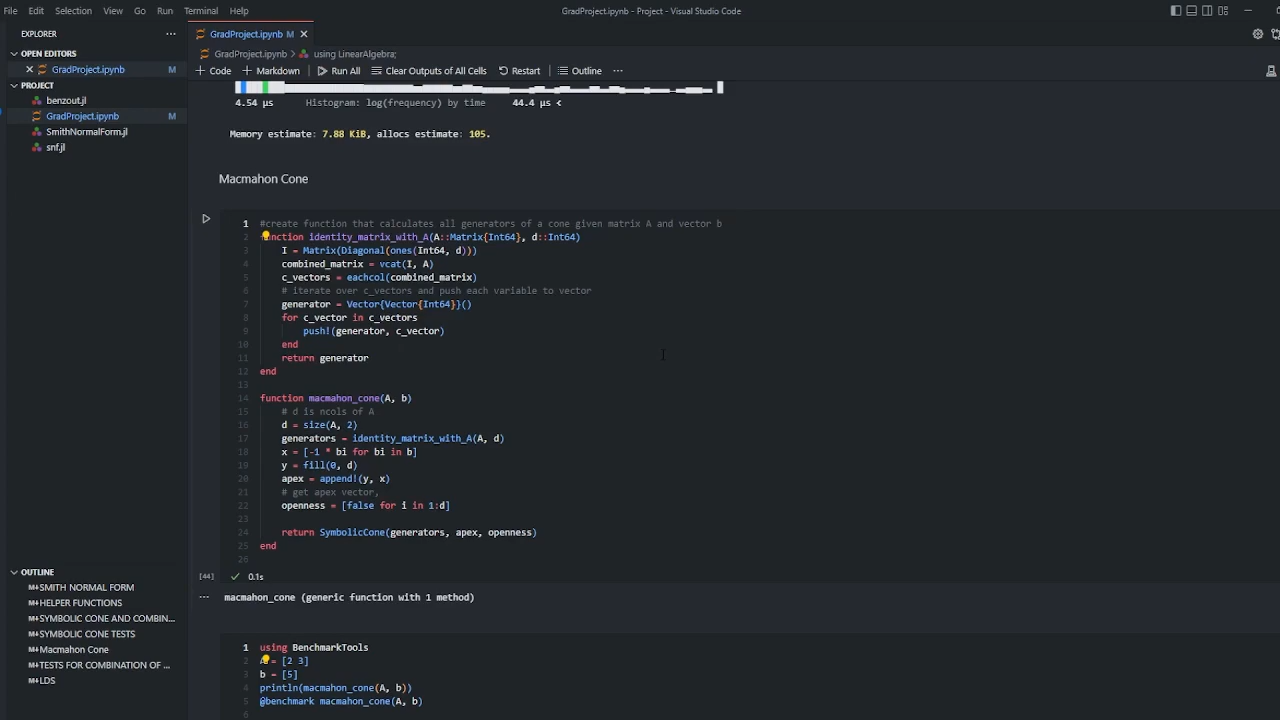 File Edit Selection View Go Run Terminal Help
GradProject.ipynb - Project - Visual Studio Code
EXPLORER
OPEN EDITORS
GradProject.ipynb M
PROJECT
benzout.jl
GradProject.ipynb M
SmithNormalForm.jl
snf.jl
OUTLINE
M↓SMITH NORMAL FORM
M↓HELPER FUNCTIONS
M↓SYMBOLIC CONE AND COMBIN...
M↓SYMBOLIC CONE TESTS
M↓Macmahon Cone
M↓TESTS FOR COMBINATION OF ...
M↓LDS
GradProject.ipynb M
GradProject.ipynb > using LinearAlgebra;
+ Code + Markdown Run All Clear Outputs of All Cells Restart Outline ...
4.54 μs Histogram: log(frequency) by time 44.4 μs <
Memory estimate: 7.88 KiB, allocs estimate: 105.
Macmahon Cone
1 #create function that calculates all generators of a cone given matrix A and vector b
2 function identity_matrix_with_A(A::Matrix{Int64}, d::Int64)
3 I = Matrix(Diagonal(ones(Int64, d)))
4 combined_matrix = vcat(I, A)
5 c_vectors = eachcol(combined_matrix)
6 # iterate over c_vectors and push each variable to vector
7 generator = Vector{Vector{Int64}}()
8 for c_vector in c_vectors
9 push!(generator, c_vector)
10 end
11 return generator
12 end
13
14 function macmahon_cone(A, b)
15 # d is ncols of A
16 d = size(A, 2)
17 generators = identity_matrix_with_A(A, d)
18 x = [-1 * bi for bi in b]
19 y = fill(0, d)
20 apex = append!(y, x)
21 # get apex vector,
22 openness = [false for i in 1:d]
23
24 return SymbolicCone(generators, apex, openness)
25 end
26
[44] ✓ 0.1s
... macmahon_cone (generic function with 1 method)
1 using BenchmarkTools
2 A = [2 3]
3 b = [5]
4 println(macmahon_cone(A, b))
5 @benchmark macmahon_cone(A, b)
6